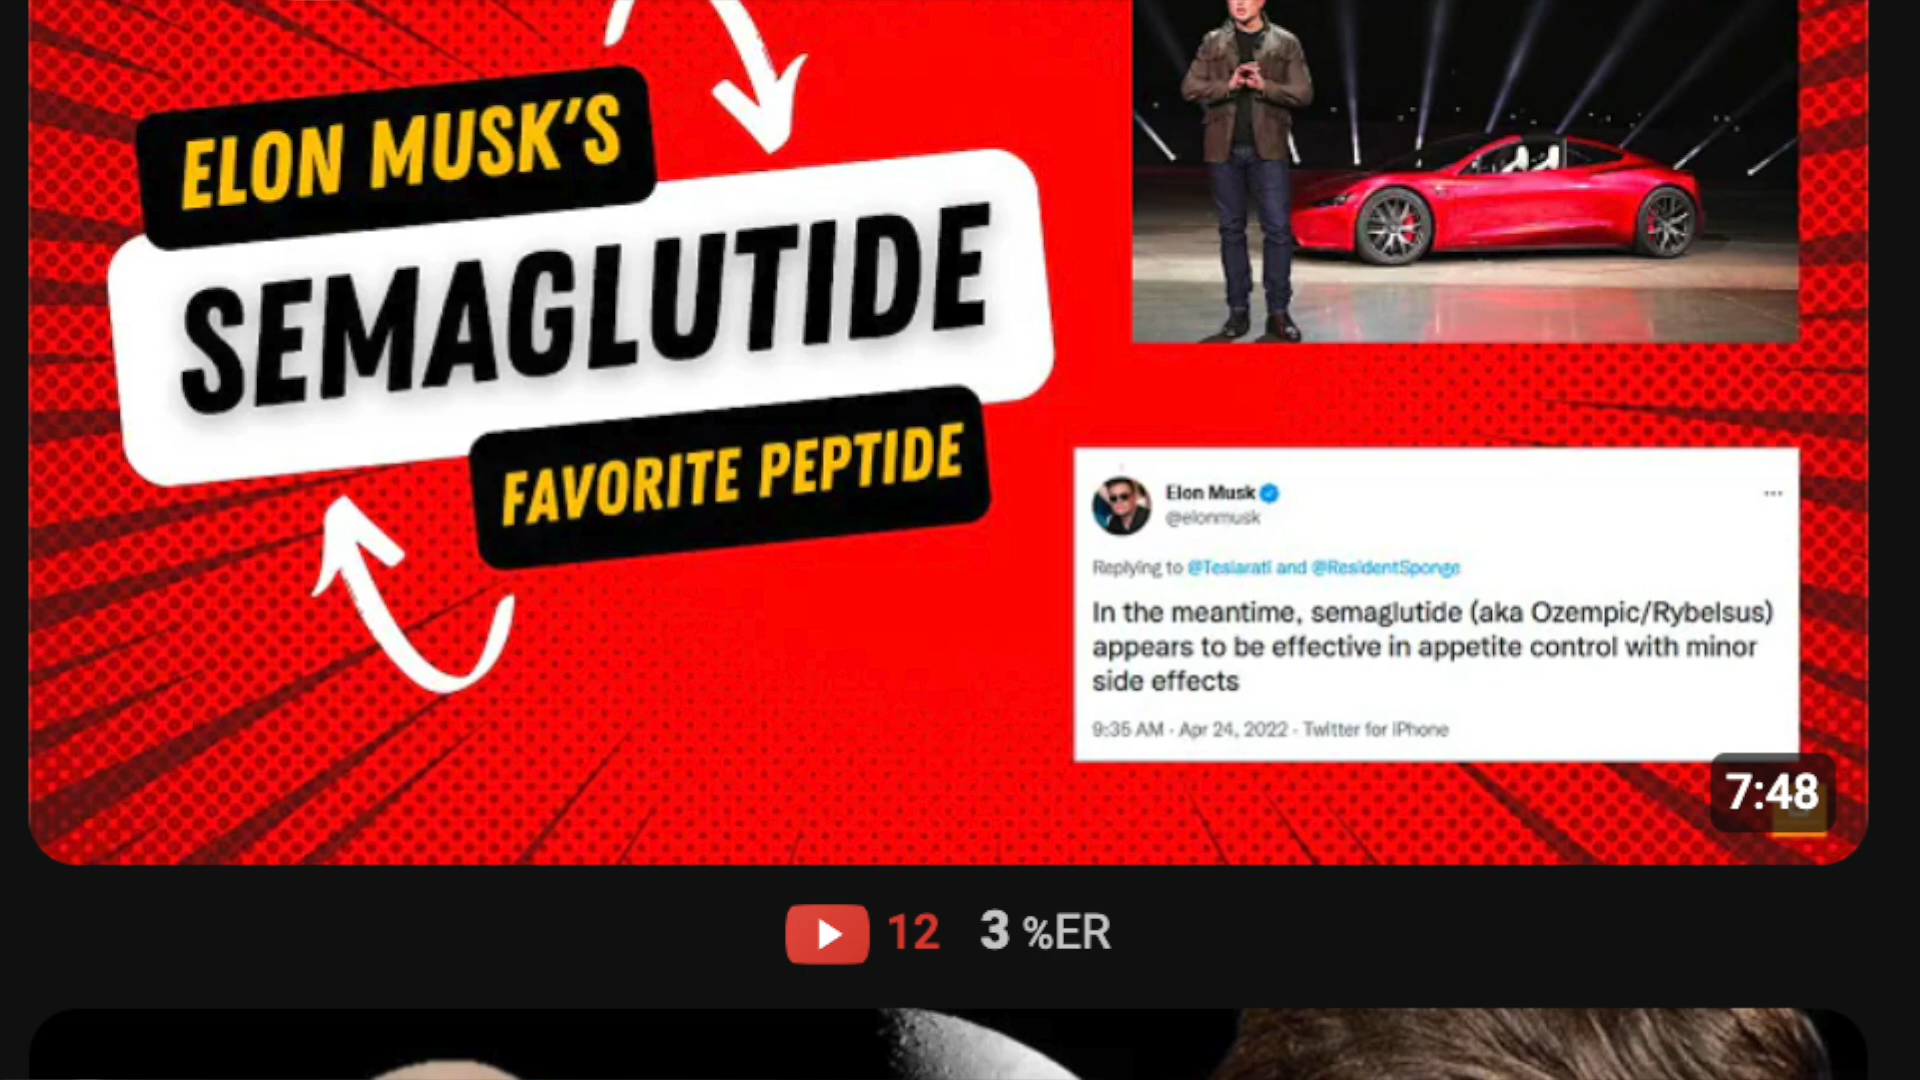 ELON MUSK'S
SEMAGLUTIDE
FAVORITE PEPTIDE
Elon Musk
@elonmusk
Replying to @Teslarati and @ResidentSponge
In the meantime, semaglutide (aka Ozempic/Rybelsus)
appears to be effective in appetite control with minor
side effects
9:35 AM · Apr 24, 2022 · Twitter for iPhone
7:48
12 3 %ER